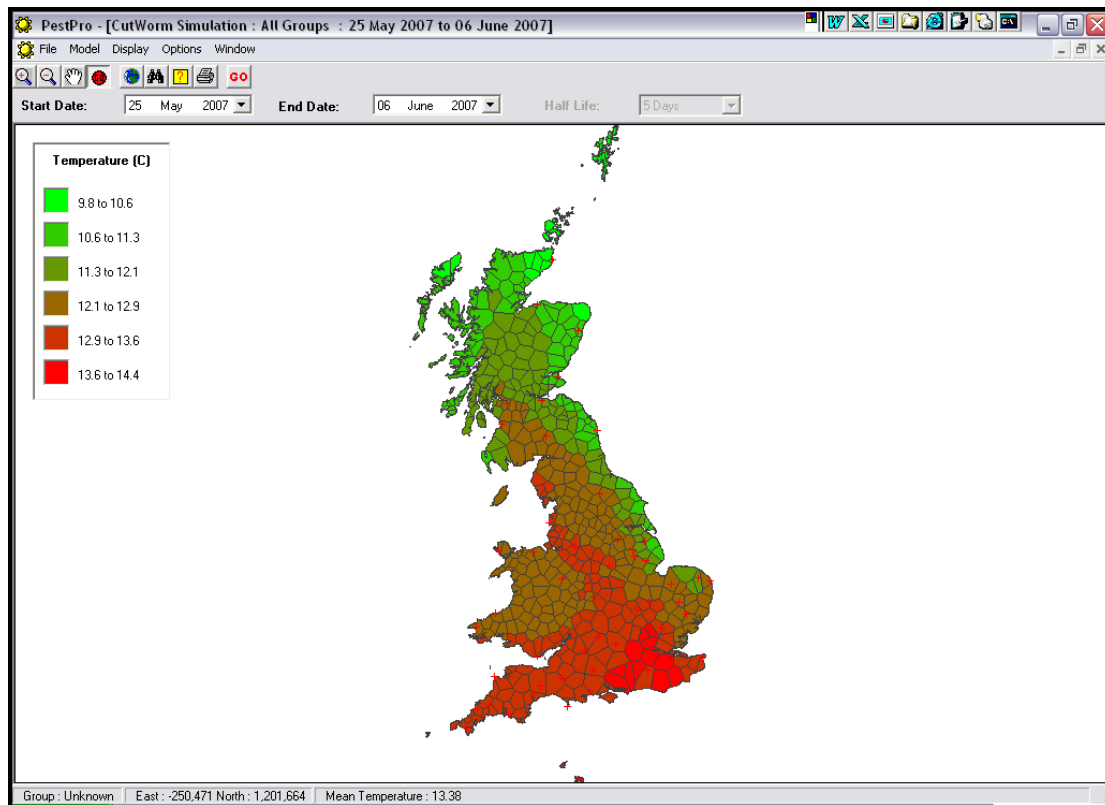 PestPro - [CutWorm Simulation : All Groups : 25 May 2007 to 06 June 2007]
File Model Display Options Window
GO
Start Date: 25 May 2007 End Date: 06 June 2007 Half Life: 5 Days
Temperature (C)
9.8 to 10.6
10.6 to 11.3
11.3 to 12.1
12.1 to 12.9
12.9 to 13.6
13.6 to 14.4
Group : Unknown East : -250,471 North : 1,201,664 Mean Temperature : 13.38